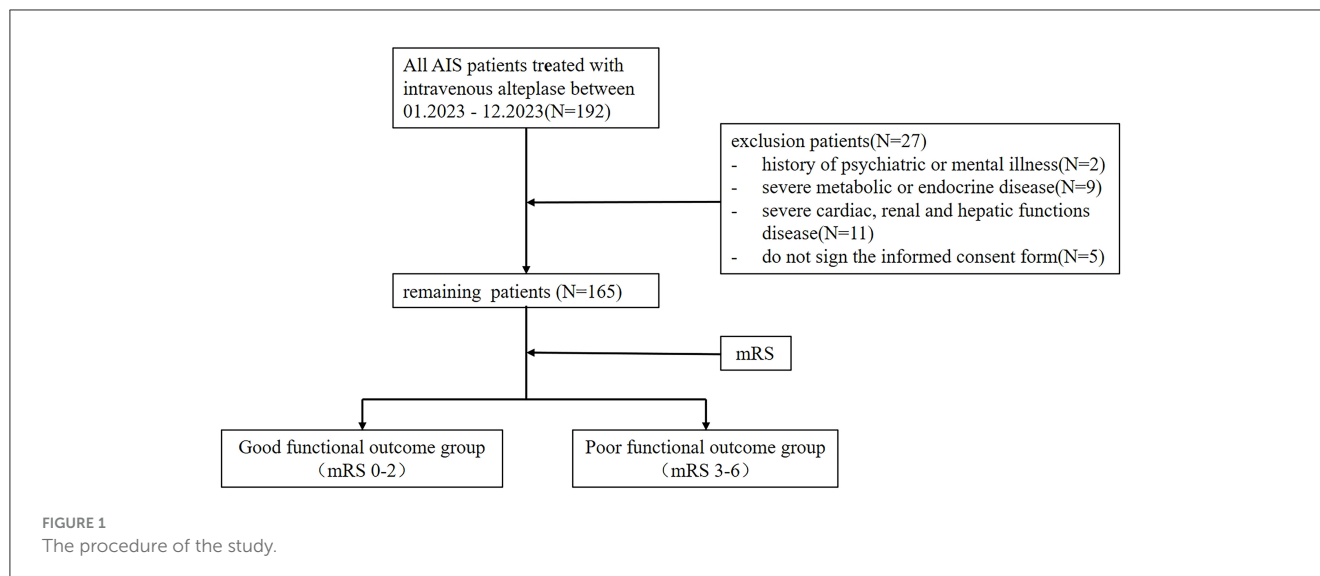 All AIS patients treated with
intravenous alteplase between
01.2023 - 12.2023(N=192)
exclusion patients(N=27)
- history of psychiatric or mental illness(N=2)
- severe metabolic or endocrine disease(N=9)
- severe cardiac, renal and hepatic functions
disease(N=11)
- do not sign the informed consent form(N=5)
remaining patients (N=165)
mRS
Good functional outcome group
（mRS 0-2）
Poor functional outcome group
（mRS 3-6）
FIGURE 1
The procedure of the study.